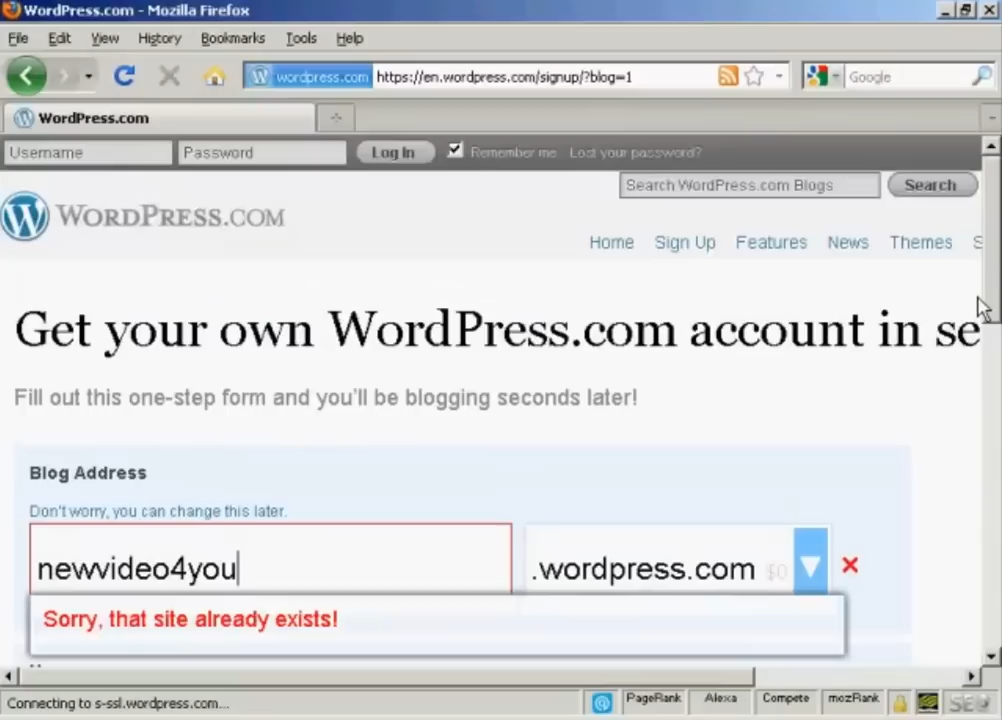 WordPress.com - Mozilla Firefox
File Edit View History Bookmarks Tools Help
wordpress.com https://en.wordpress.com/signup/?blog=1 Google
WordPress.com
Username Password Log In Remember me Lost your password?
Search WordPress.com Blogs Search
WORDPRESS.COM
Home Sign Up Features News Themes S
Get your own WordPress.com account in se
Fill out this one-step form and you'll be blogging seconds later!
Blog Address
Don't worry, you can change this later.
newvideo4you .wordpress.com $0
Sorry, that site already exists!
Connecting to s-ssl.wordpress.com... PageRank Alexa Compete mozRank SEO